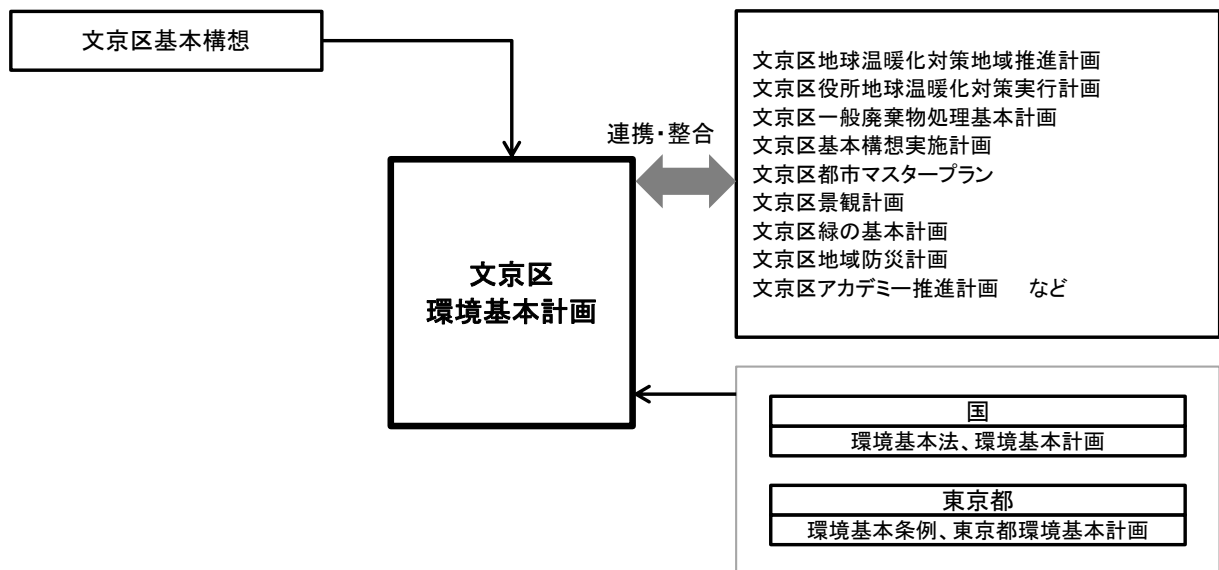 文京区基本構想
文京区地球温暖化対策地域推進計画
文京区役所地球温暖化対策実行計画
文京区一般廃棄物処理基本計画
文京区基本構想実施計画
文京区都市マスタープラン
文京区景観計画
文京区緑の基本計画
文京区地域防災計画
文京区アカデミー推進計画　など
連携・整合
文京区
環境基本計画
国
環境基本法、環境基本計画
東京都
環境基本条例、東京都環境基本計画